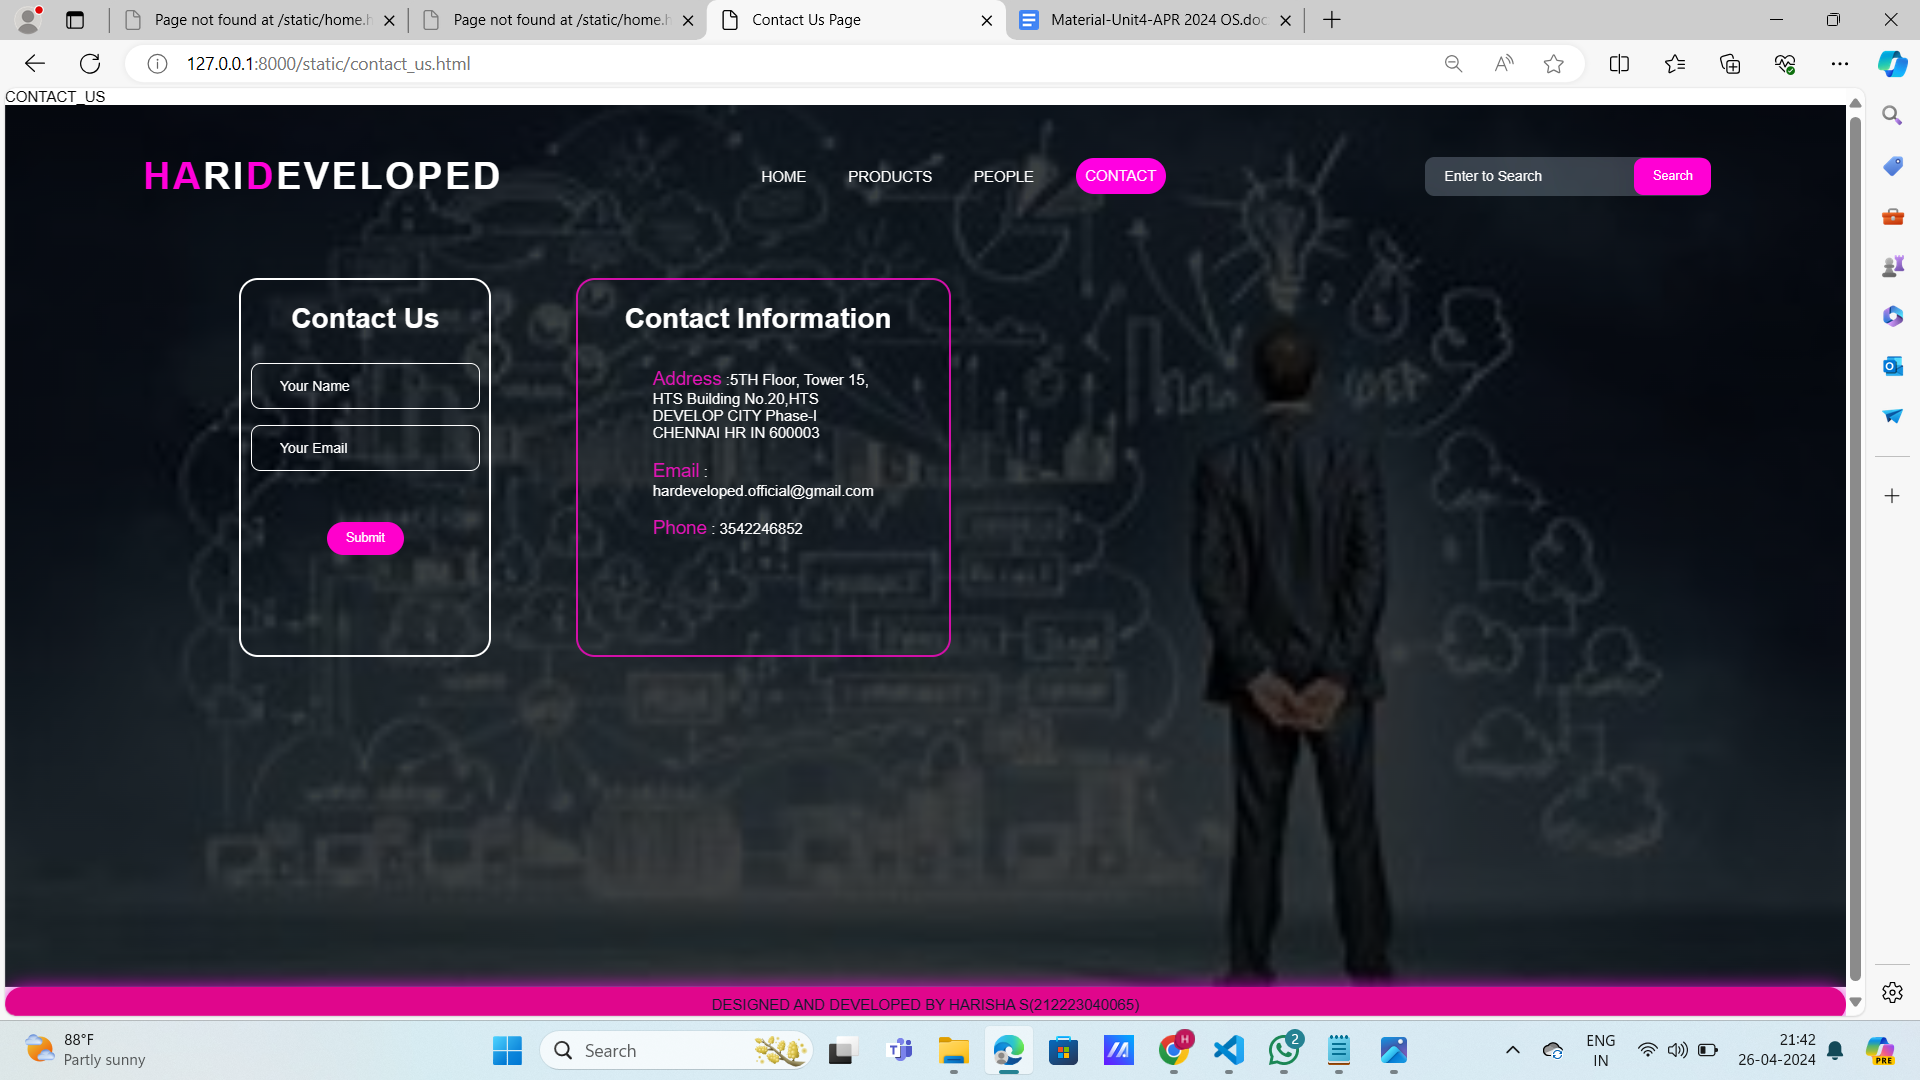 Page not found at /static/home.h
Page not found at /static/home.h
Contact Us Page
Material-Unit4-APR 2024 OS.doc
127.0.0.1:8000/static/contact_us.html
CONTACT_US
HARIDEVELOPED
HOME
PRODUCTS
PEOPLE
CONTACT
Enter to Search
Search
Contact Us
Your Name
Your Email
Submit
Contact Information
Address :5TH Floor, Tower 15,
HTS Building No.20,HTS
DEVELOP CITY Phase-I
CHENNAI HR IN 600003
Email :
hardeveloped.official@gmail.com
Phone : 3542246852
DESIGNED AND DEVELOPED BY HARISHA S(212223040065)
88°F
Partly sunny
Search
H
2
ENG
IN
21:42
26-04-2024
PRE